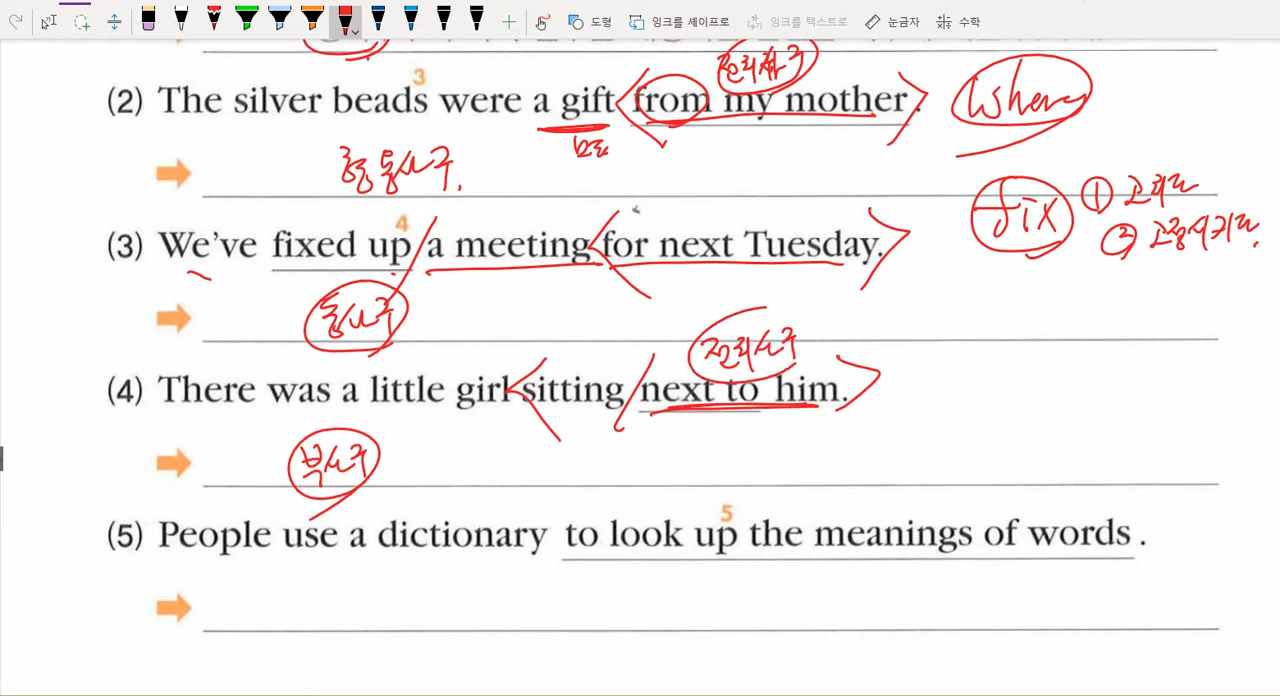 도형 잉크를 셰이프로 잉크를 텍스트로 눈금자 수학
전치사구
3
(2) The silver beads were a gift from my mother.
보어
형용사구.
fix ① 고치다
② 고정시키다.
4
(3) We've fixed up a meeting for next Tuesday.
동사구
전치사구
(4) There was a little girl sitting next to him.
부사구
5
(5) People use a dictionary to look up the meanings of words.